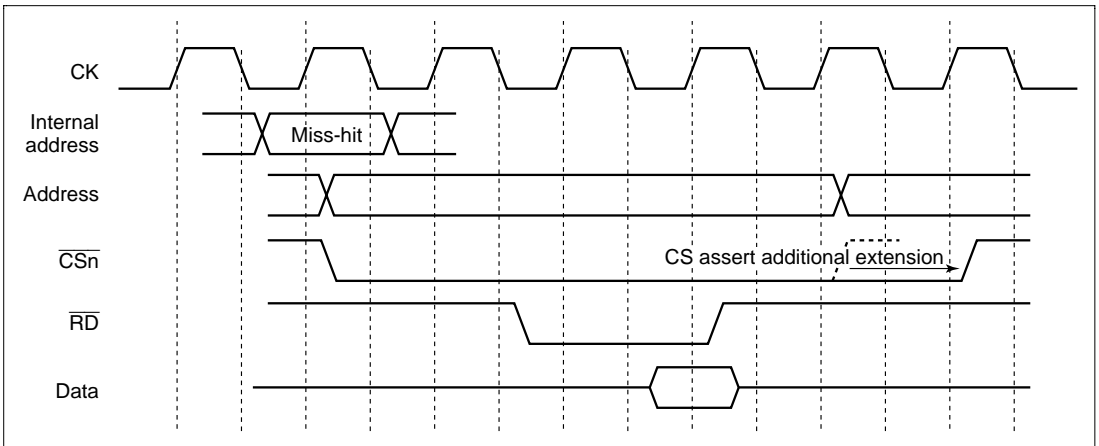 CK
Internal
address
Miss-hit
Address
CSn
CS assert additional extension
RD
Data